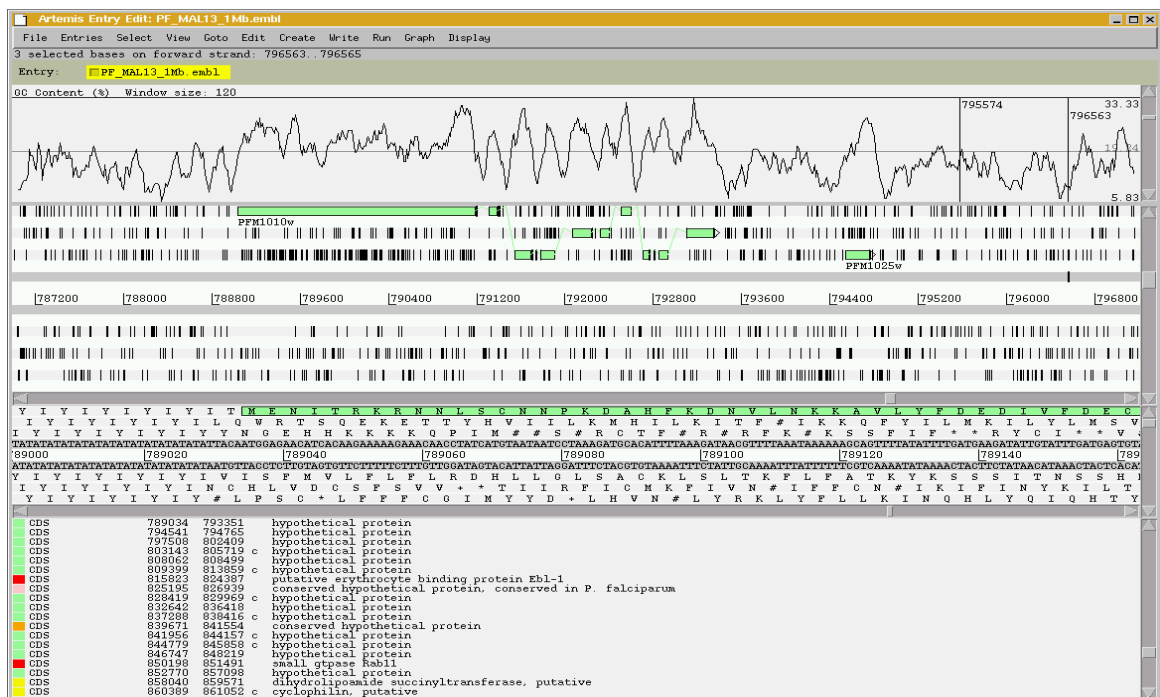 Artemis Entry Edit: PF_MAL13_1Mb.embl
File Entries Select View Goto Edit Create Write Run Graph Display
3 selected bases on forward strand: 796563..796565
Entry: PF_MAL13_1Mb.embl
GC Content (%) Window size: 120
795574 33.33
796563
19.24
5.83
PFM1010w
PFM1025w
787200 788000 788800 789600 790400 791200 792000 792800 793600 794400 795200 796000 796800
Y I Y I Y I Y I Y I T M E N I T R K R N N L S C N N P K D A H F K D N V L N K K A V L Y F D E D I V F D E C
789000 789020 789040 789060 789080 789100 789120 789140 789
CDS 789034 793351 hypothetical protein
CDS 794541 794765 hypothetical protein
CDS 797508 802409 hypothetical protein
CDS 803143 805719 c hypothetical protein
CDS 808062 808499 hypothetical protein
CDS 809399 813859 c hypothetical protein
CDS 815823 824387 putative erythrocyte binding protein Ebl-1
CDS 825195 826939 conserved hypothetical protein, conserved in P. falciparum
CDS 828419 829969 c hypothetical protein
CDS 832642 836418 hypothetical protein
CDS 837288 838416 c hypothetical protein
CDS 839671 841554 conserved hypothetical protein
CDS 841956 844157 c hypothetical protein
CDS 844779 845858 c hypothetical protein
CDS 846747 848219 hypothetical protein
CDS 850198 851491 small gtpase Rab11
CDS 852770 857098 hypothetical protein
CDS 858040 859571 dihydrolipoamide succinyltransferase, putative
CDS 860389 861052 c cyclophilin, putative